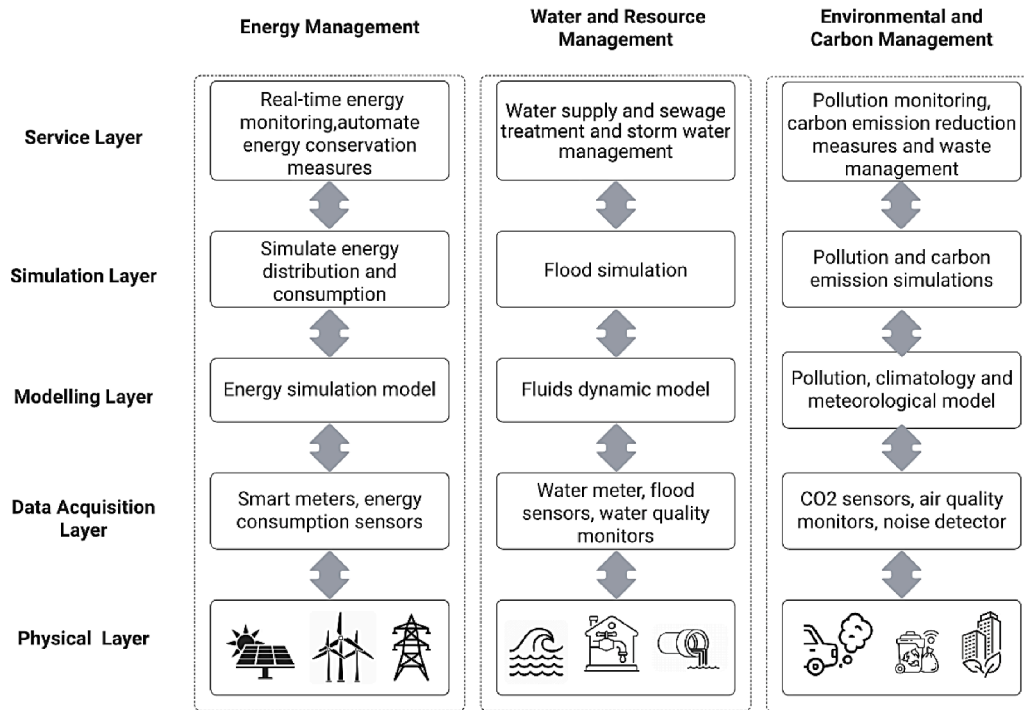 Energy Management
Water and Resource
Management
Environmental and
Carbon Management
Service Layer
Real-time energy
monitoring,automate
energy conservation
measures
Water supply and sewage
treatment and storm water
management
Pollution monitoring,
carbon emission reduction
measures and waste
management
Simulation Layer
Simulate energy
distribution and
consumption
Flood simulation
Pollution and carbon
emission simulations
Modelling Layer
Energy simulation model
Fluids dynamic model
Pollution, climatology and
meteorological model
Data Acquisition
Layer
Smart meters, energy
consumption sensors
Water meter, flood
sensors, water quality
monitors
CO2 sensors, air quality
monitors, noise detector
Physical Layer